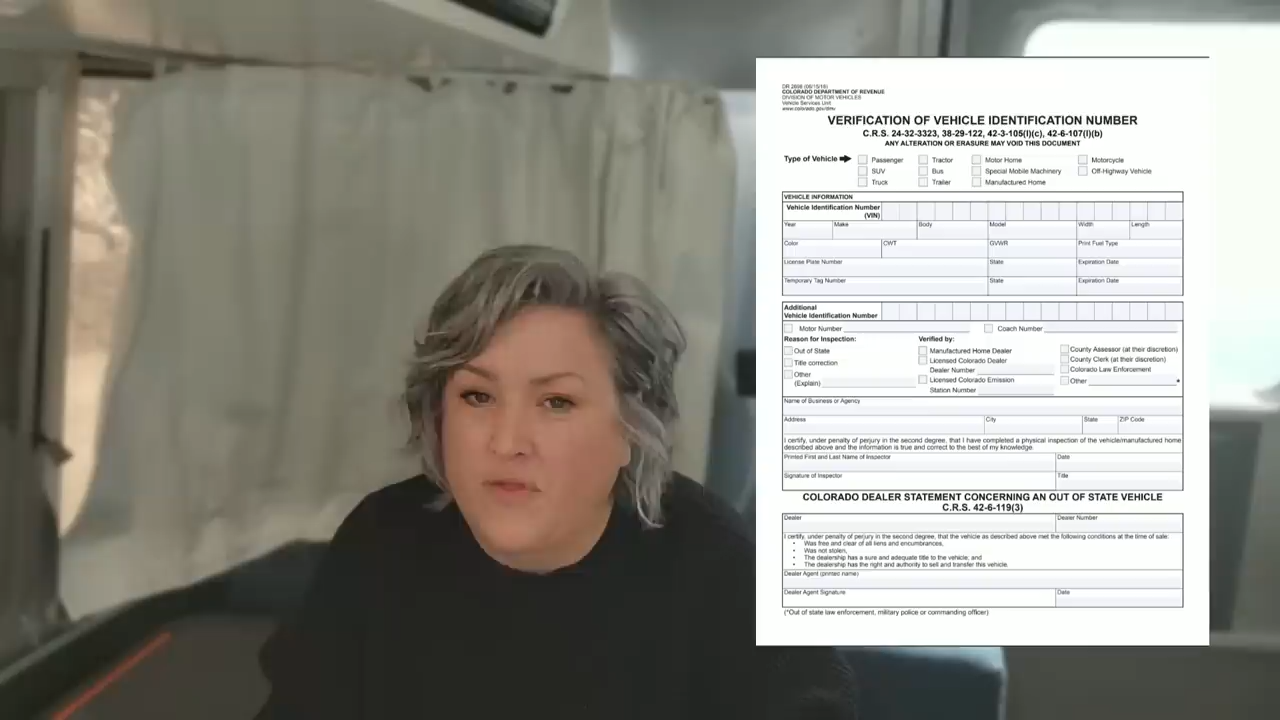 DR 2698 (06/15/16)
COLORADO DEPARTMENT OF REVENUE
DIVISION OF MOTOR VEHICLES
Vehicle Services Unit
www.colorado.gov/dmv
VERIFICATION OF VEHICLE IDENTIFICATION NUMBER
C.R.S. 24-32-3323, 38-29-122, 42-3-105(I)(c), 42-6-107(I)(b)
ANY ALTERATION OR ERASURE MAY VOID THIS DOCUMENT
Type of Vehicle Passenger Tractor Motor Home Motorcycle
SUV Bus Special Mobile Machinery Off-Highway Vehicle
Truck Trailer Manufactured Home
VEHICLE INFORMATION
Vehicle Identification Number
(VIN)
Year Make Body Model Width Length
Color CWT GVWR Print Fuel Type
License Plate Number State Expiration Date
Temporary Tag Number State Expiration Date
Additional
Vehicle Identification Number
Motor Number Coach Number
Reason for Inspection: Verified by:
Out of State Manufactured Home Dealer County Assessor (at their discretion)
Title correction Licensed Colorado Dealer County Clerk (at their discretion)
Other Dealer Number Colorado Law Enforcement
(Explain) Licensed Colorado Emission Other *
Station Number
Name of Business or Agency
Address City State ZIP Code
I certify, under penalty of perjury in the second degree, that I have completed a physical inspection of the vehicle/manufactured home
described above and the information is true and correct to the best of my knowledge.
Printed First and Last Name of Inspector Date
Signature of Inspector Title
COLORADO DEALER STATEMENT CONCERNING AN OUT OF STATE VEHICLE
C.R.S. 42-6-119(3)
Dealer Dealer Number
I certify, under penalty of perjury in the second degree, that the vehicle as described above met the following conditions at the time of sale:
• Was free and clear of all liens and encumbrances,
• Was not stolen,
• The dealership has a sure and adequate title to the vehicle; and
• The dealership has the right and authority to sell and transfer this vehicle.
Dealer Agent (printed name)
Dealer Agent Signature Date
(*Out of state law enforcement, military police or commanding officer)